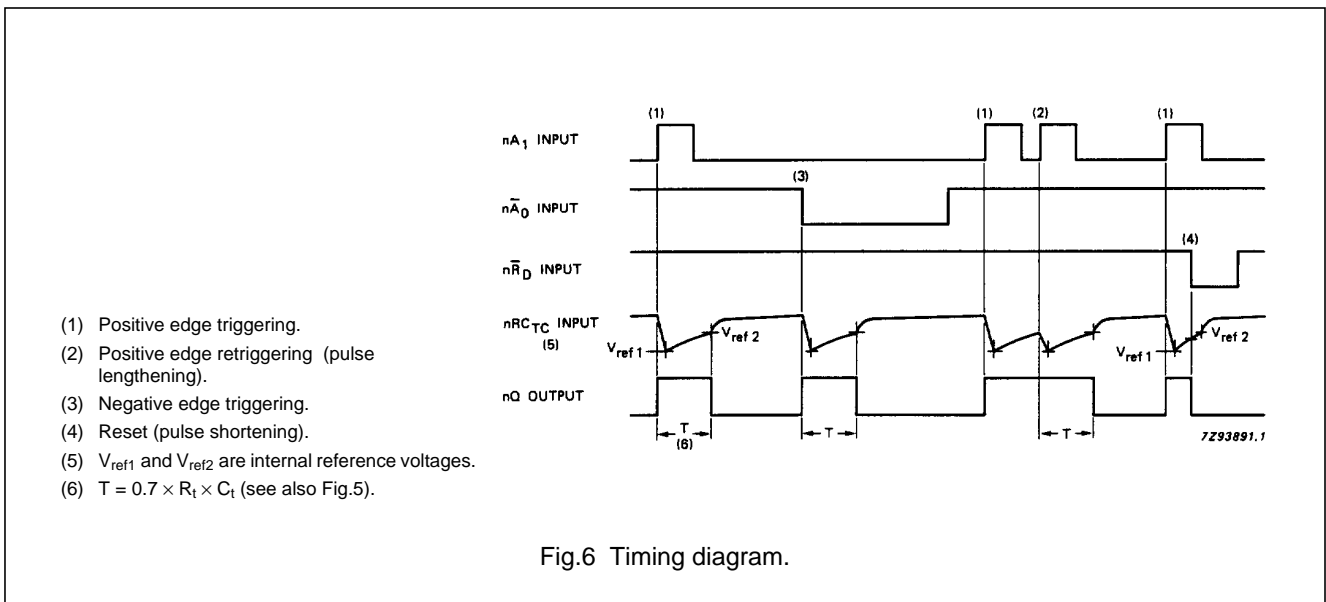 (1) Positive edge triggering.
(2) Positive edge retriggering (pulse
lengthening).
(3) Negative edge triggering.
(4) Reset (pulse shortening).
(5) Vref1 and Vref2 are internal reference voltages.
(6) T = 0.7 × Rt × Ct (see also Fig.5).
(1) (1) (2) (1)
nA1 INPUT
(3)
nA̅0 INPUT
(4)
nR̅D INPUT
nRCTC INPUT
(5)
Vref 1 Vref 2 Vref 1 Vref 2
nQ OUTPUT
T T T
(6)
7Z93891.1
Fig.6 Timing diagram.